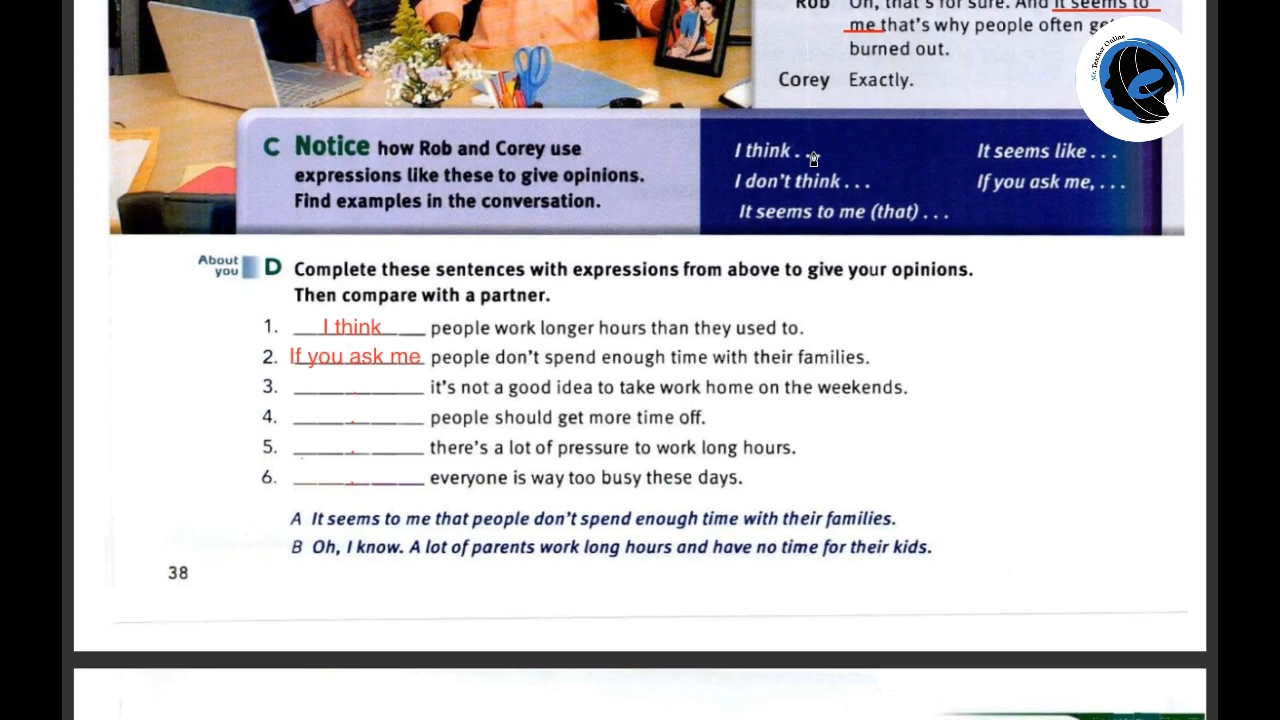 Rob Oh, that's for sure. And it seems to
me that's why people often get
burned out.
Corey Exactly.
Mr. Teacher Online
C Notice how Rob and Corey use
expressions like these to give opinions.
Find examples in the conversation.
I think . . .
It seems like . . .
I don't think . . .
If you ask me, . . .
It seems to me (that) . . .
About
you
D Complete these sentences with expressions from above to give your opinions.
Then compare with a partner.
1. I think people work longer hours than they used to.
2. If you ask me people don't spend enough time with their families.
3. it's not a good idea to take work home on the weekends.
4. people should get more time off.
5. there's a lot of pressure to work long hours.
6. everyone is way too busy these days.
A It seems to me that people don't spend enough time with their families.
B Oh, I know. A lot of parents work long hours and have no time for their kids.
38